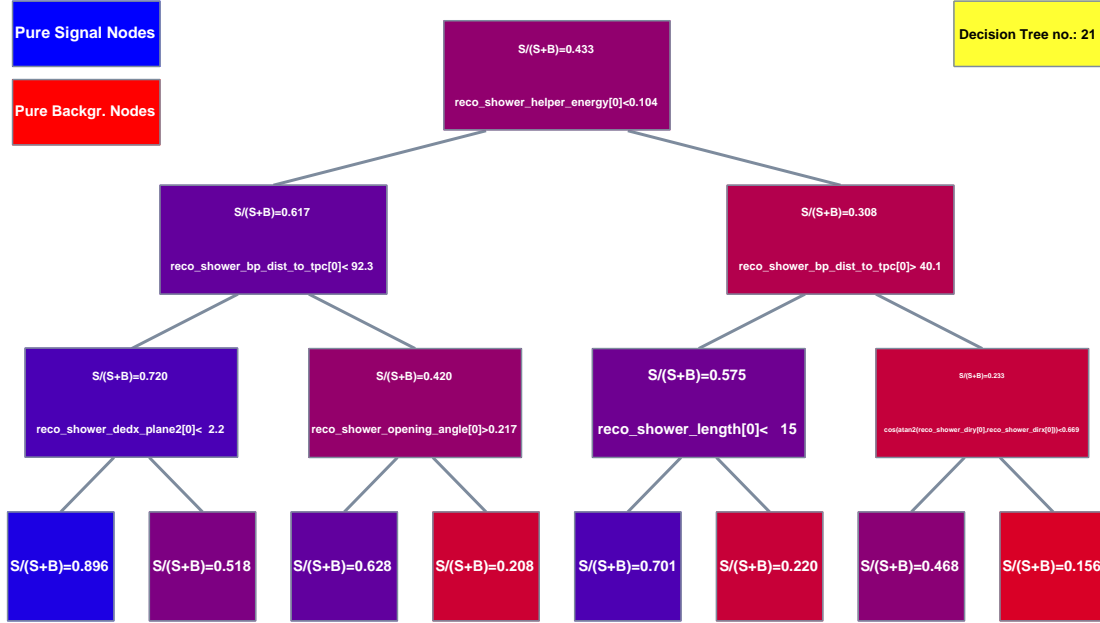 Pure Signal Nodes
Pure Backgr. Nodes
Decision Tree no.: 21
S/(S+B)=0.433
reco_shower_helper_energy[0]<0.104
S/(S+B)=0.617
reco_shower_bp_dist_to_tpc[0]< 92.3
S/(S+B)=0.308
reco_shower_bp_dist_to_tpc[0]> 40.1
S/(S+B)=0.720
reco_shower_dedx_plane2[0]< 2.2
S/(S+B)=0.420
reco_shower_opening_angle[0]>0.217
S/(S+B)=0.575
reco_shower_length[0]< 15
S/(S+B)=0.233
cos(atan2(reco_shower_diry[0],reco_shower_dirx[0]))<0.669
S/(S+B)=0.896
S/(S+B)=0.518
S/(S+B)=0.628
S/(S+B)=0.208
S/(S+B)=0.701
S/(S+B)=0.220
S/(S+B)=0.468
S/(S+B)=0.156